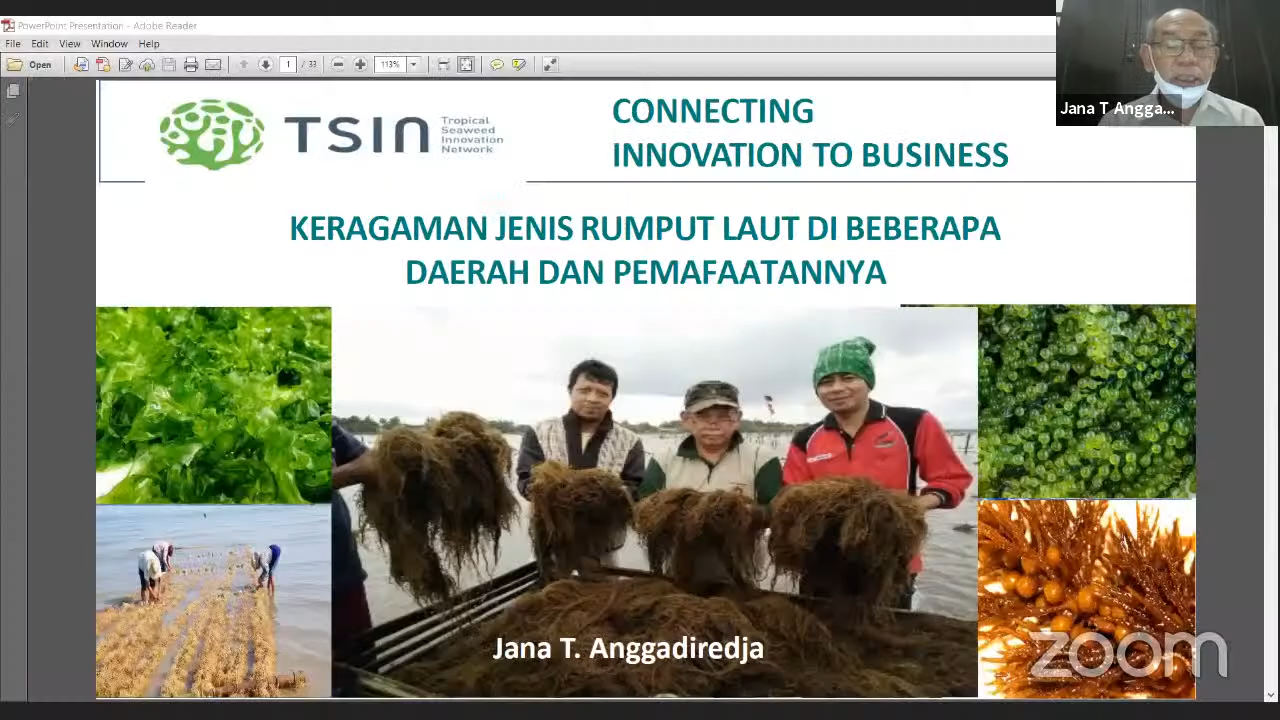 PowerPoint Presentation - Adobe Reader
File Edit View Window Help
Open 1 / 33 113%
Jana T Angga...
TSIN
Tropical
Seaweed
Innovation
Network
CONNECTING
INNOVATION TO BUSINESS
KERAGAMAN JENIS RUMPUT LAUT DI BEBERAPA
DAERAH DAN PEMAFAATANNYA
Jana T. Anggadiredja
zoom